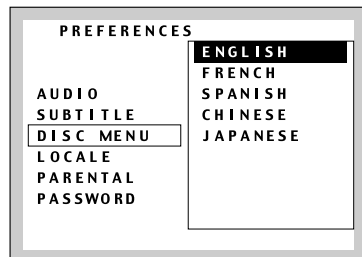 PREFERENCES
AUDIO
SUBTITLE
DISC MENU
LOCALE
PARENTAL
PASSWORD
ENGLISH
FRENCH
SPANISH
CHINESE
JAPANESE